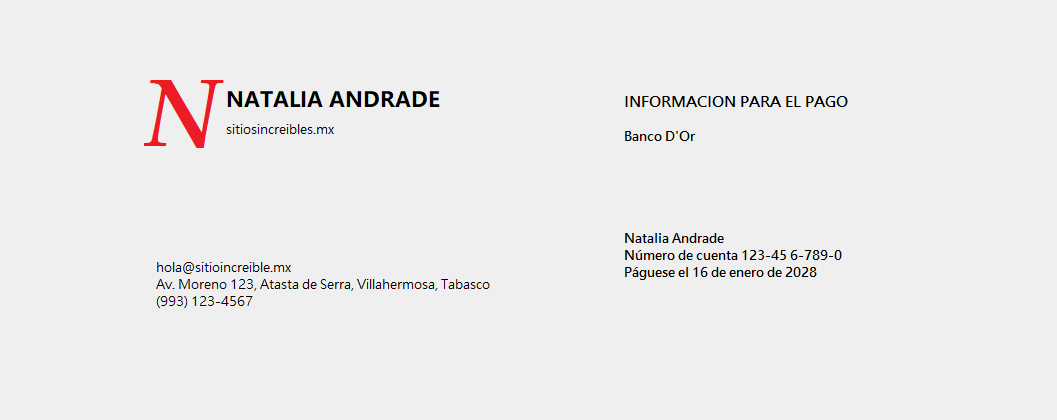 N NATALIA ANDRADE
sitiosincreibles.mx
hola@sitioincreible.mx
Av. Moreno 123, Atasta de Serra, Villahermosa, Tabasco
(993) 123-4567
INFORMACION PARA EL PAGO
Banco D'Or
Natalia Andrade
Número de cuenta 123-45 6-789-0
Páguese el 16 de enero de 2028